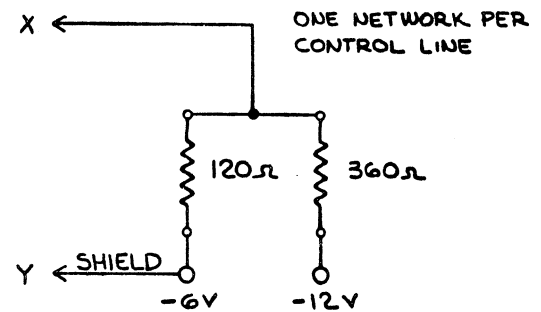 X
ONE NETWORK PER
CONTROL LINE
120Ω
360Ω
Y
SHIELD
-6V
-12V